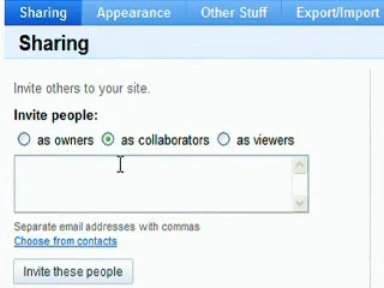 Sharing Appearance Other Stuff Export/Import
Sharing
Invite others to your site.
Invite people:
as owners as collaborators as viewers
Separate email addresses with commas
Choose from contacts
Invite these people